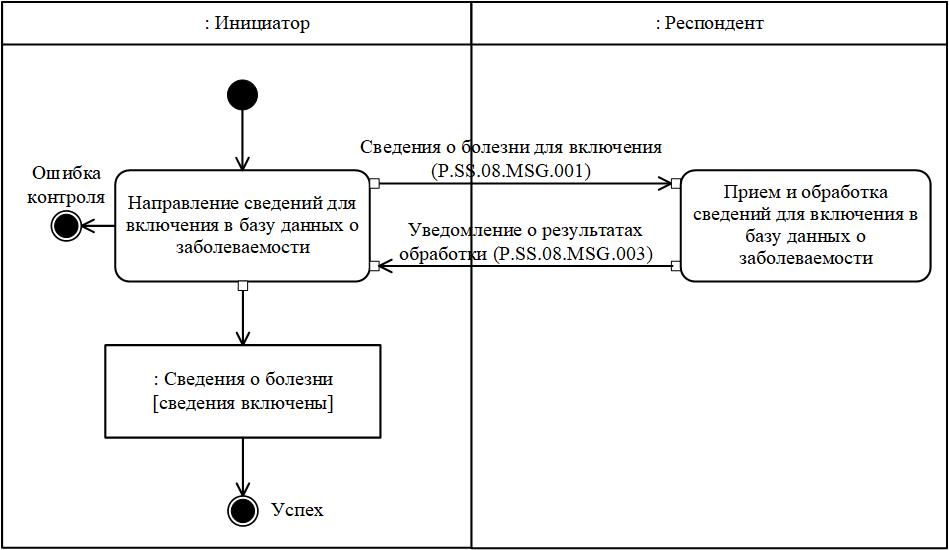 : Инициатор
: Респондент
Сведения о болезни для включения
(P.SS.08.MSG.001)
Ошибка
контроля
Направление сведений для
включения в базу данных о
заболеваемости
Прием и обработка
сведений для включения в
базу данных о
заболеваемости
Уведомление о результатах
обработки (P.SS.08.MSG.003)
: Сведения о болезни
[сведения включены]
Успех